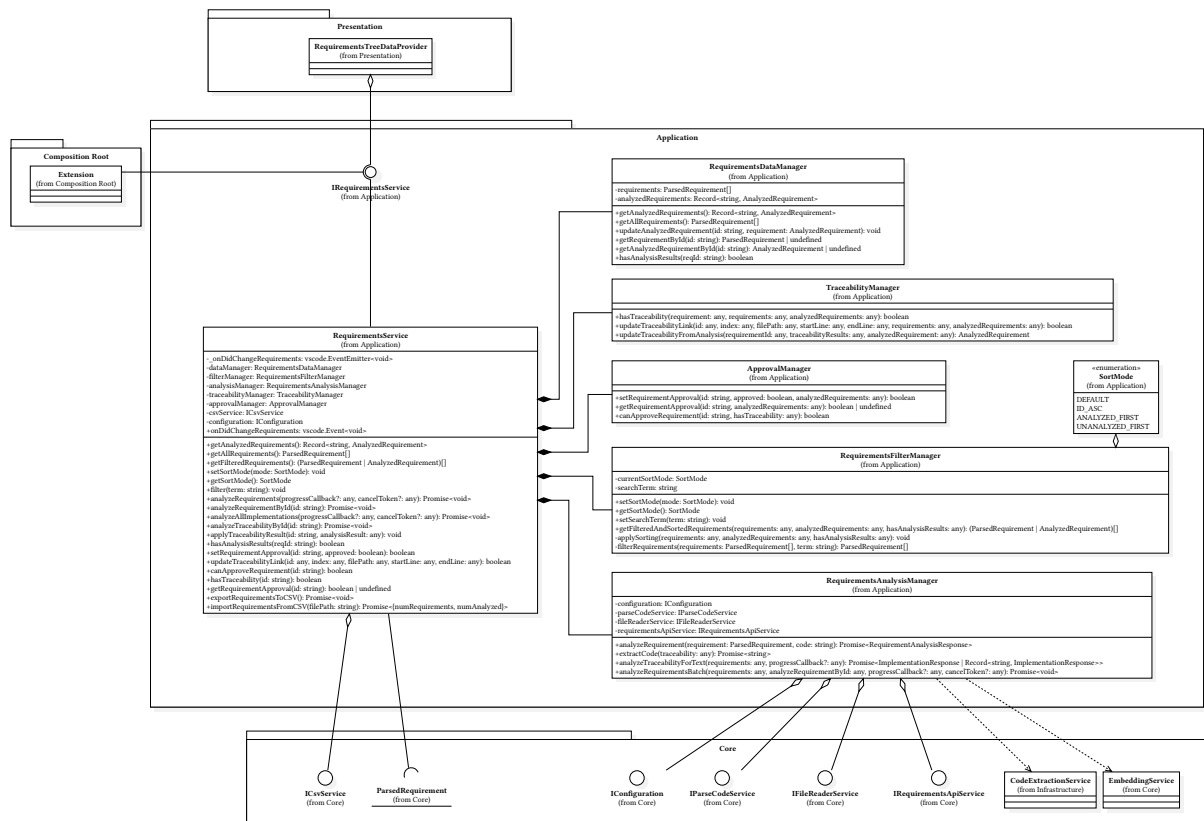 Presentation
RequirementsTreeDataProvider
(from Presentation)
Application
Composition Root
Extension
(from Composition Root)
IRequirementsService
(from Application)
RequirementsDataManager
(from Application)
-requirements: ParsedRequirement[]
-analyzedRequirements: Record<string, AnalyzedRequirement>
+getAnalyzedRequirements(): Record<string, AnalyzedRequirement>
+getAllRequirements(): ParsedRequirement[]
+updateAnalyzedRequirement(id: string, requirement: AnalyzedRequirement): void
+getRequirementById(id: string): ParsedRequirement | undefined
+getAnalyzedRequirementById(id: string): AnalyzedRequirement | undefined
+hasAnalysisResults(reqId: string): boolean
TraceabilityManager
(from Application)
+hasTraceability(requirement: any, requirements: any, analyzedRequirements: any): boolean
+updateTraceabilityLink(id: any, index: any, filePath: any, startLine: any, endLine: any, requirements: any, analyzedRequirements: any): boolean
+updateTraceabilityFromAnalysis(requirementId: any, traceabilityResults: any, analyzedRequirements: any): AnalyzedRequirement
RequirementsService
(from Application)
-_onDidChangeRequirements: vscode.EventEmitter<void>
-dataManager: RequirementsDataManager
-filterManager: RequirementsFilterManager
-analysisManager: RequirementsAnalysisManager
-traceabilityManager: TraceabilityManager
-approvalManager: ApprovalManager
-csvService: ICsvService
-configuration: IConfiguration
+onDidChangeRequirements: vscode.Event<void>
+getAnalyzedRequirements(): Record<string, AnalyzedRequirement>
+getAllRequirements(): ParsedRequirement[]
+getFilteredRequirements(): (ParsedRequirement | AnalyzedRequirement)[]
+setSortMode(mode: SortMode): void
+getSortMode(): SortMode
+filter(term: string): void
+analyzeRequirements(progressCallback?: any, cancelToken?: any): Promise<void>
+analyzeRequirementById(id: string): Promise<void>
+analyzeAllImplementations(progressCallback?: any, cancelToken?: any): Promise<void>
+analyzeTraceabilityById(id: string): Promise<void>
+applyTraceabilityResult(id: string, analysisResult: any): void
+hasAnalysisResults(reqId: string): boolean
+setRequirementApproval(id: string, approved: boolean): boolean
+updateTraceabilityLink(id: any, index: any, filePath: any, startLine: any, endLine: any): boolean
+canApproveRequirement(id: string): boolean
+hasTraceability(id: string): boolean
+getRequirementApproval(id: string): boolean | undefined
+exportRequirementsToCSV(): Promise<void>
+importRequirementsFromCSV(filePath: string): Promise<{numRequirements, numAnalyzed}>
ApprovalManager
(from Application)
+setRequirementApproval(id: string, approved: boolean, analyzedRequirements: any): boolean
+getRequirementApproval(id: string, analyzedRequirements: any): boolean | undefined
+canApproveRequirement(id: string, hasTraceability: any): boolean
«enumeration»
SortMode
(from Application)
DEFAULT
ID_ASC
ANALYZED_FIRST
UNANALYZED_FIRST
RequirementsFilterManager
(from Application)
-currentSortMode: SortMode
-searchTerm: string
+setSortMode(mode: SortMode): void
+getSortMode(): SortMode
+setSearchTerm(term: string): void
+getFilteredAndSortedRequirements(requirements: any, analyzedRequirements: any, hasAnalysisResults: any): (ParsedRequirement | AnalyzedRequirement)[]
-applySorting(requirements: any, analyzedRequirements: any, hasAnalysisResults: any): void
-filterRequirements(requirements: ParsedRequirement[], term: string): ParsedRequirement[]
RequirementsAnalysisManager
(from Application)
-configuration: IConfiguration
-parseCodeService: IParseCodeService
-fileReaderService: IFileReaderService
-requirementsApiService: IRequirementsApiService
+analyzeRequirement(requirement: ParsedRequirement, code: string): Promise<RequirementAnalysisResponse>
+extractCode(traceability: any): Promise<string>
+analyzeTraceabilityForText(requirements: any, progressCallback?: any): Promise<ImplementationResponse | Record<string, ImplementationResponse>>
+analyzeRequirementsBatch(requirements: any, analyzeRequirementById: any, progressCallback?: any, cancelToken?: any): Promise<void>
Core
ICsvService
(from Core)
ParsedRequirement
(from Core)
IConfiguration
(from Core)
IParseCodeService
(from Core)
IFileReaderService
(from Core)
IRequirementsApiService
(from Core)
CodeExtractionService
(from Infrastructure)
EmbeddingService
(from Core)